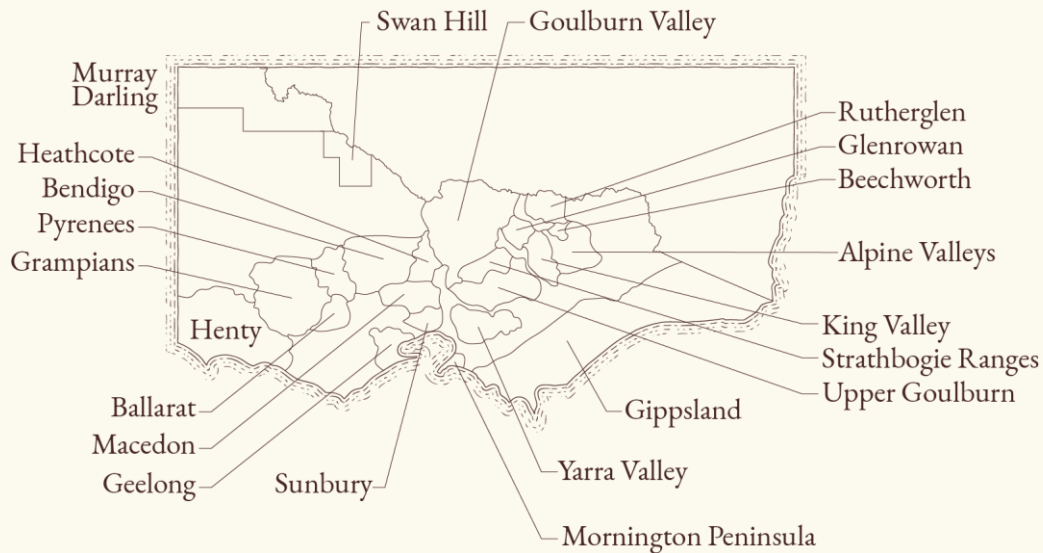 Swan Hill
Goulburn Valley
Murray
Darling
Rutherglen
Glenrowan
Beechworth
Heathcote
Bendigo
Pyrenees
Grampians
Alpine Valleys
Henty
King Valley
Strathbogie Ranges
Upper Goulburn
Ballarat
Gippsland
Macedon
Geelong
Sunbury
Yarra Valley
Mornington Peninsula